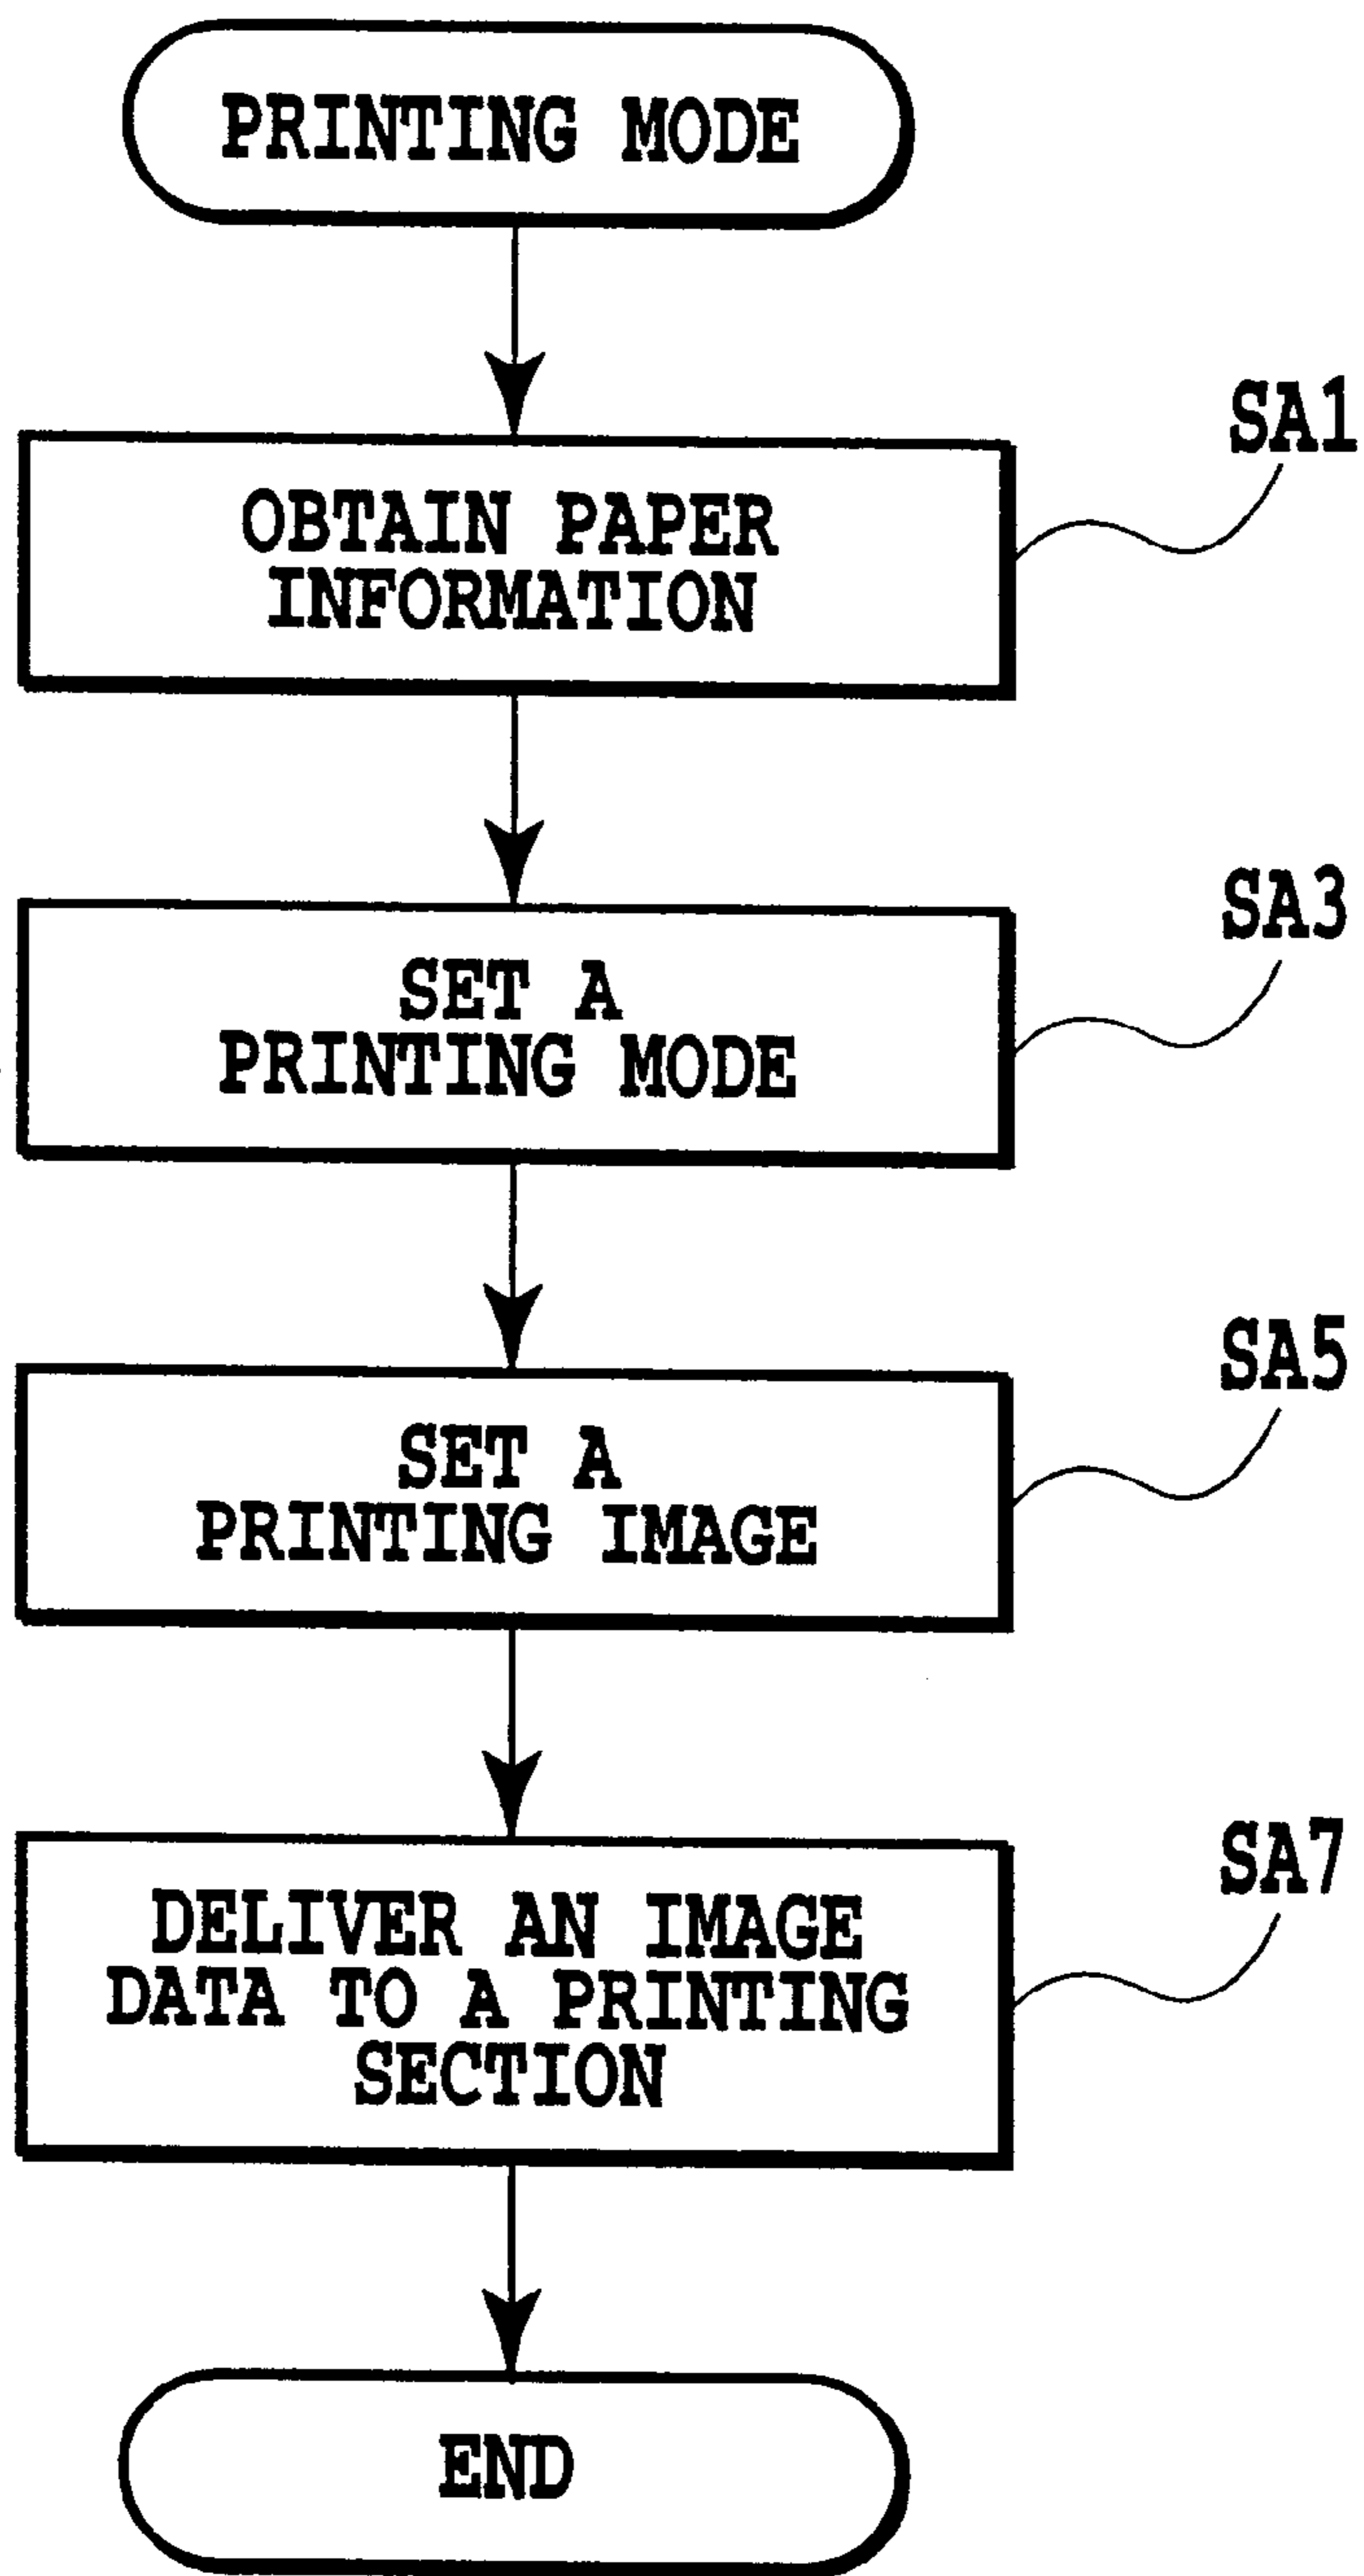 PRINTING MODE
SA1
OBTAIN PAPER
INFORMATION
SA3
SET A
PRINTING MODE
SA5
SET A
PRINTING IMAGE
SA7
DELIVER AN IMAGE
DATA TO A PRINTING
SECTION
END